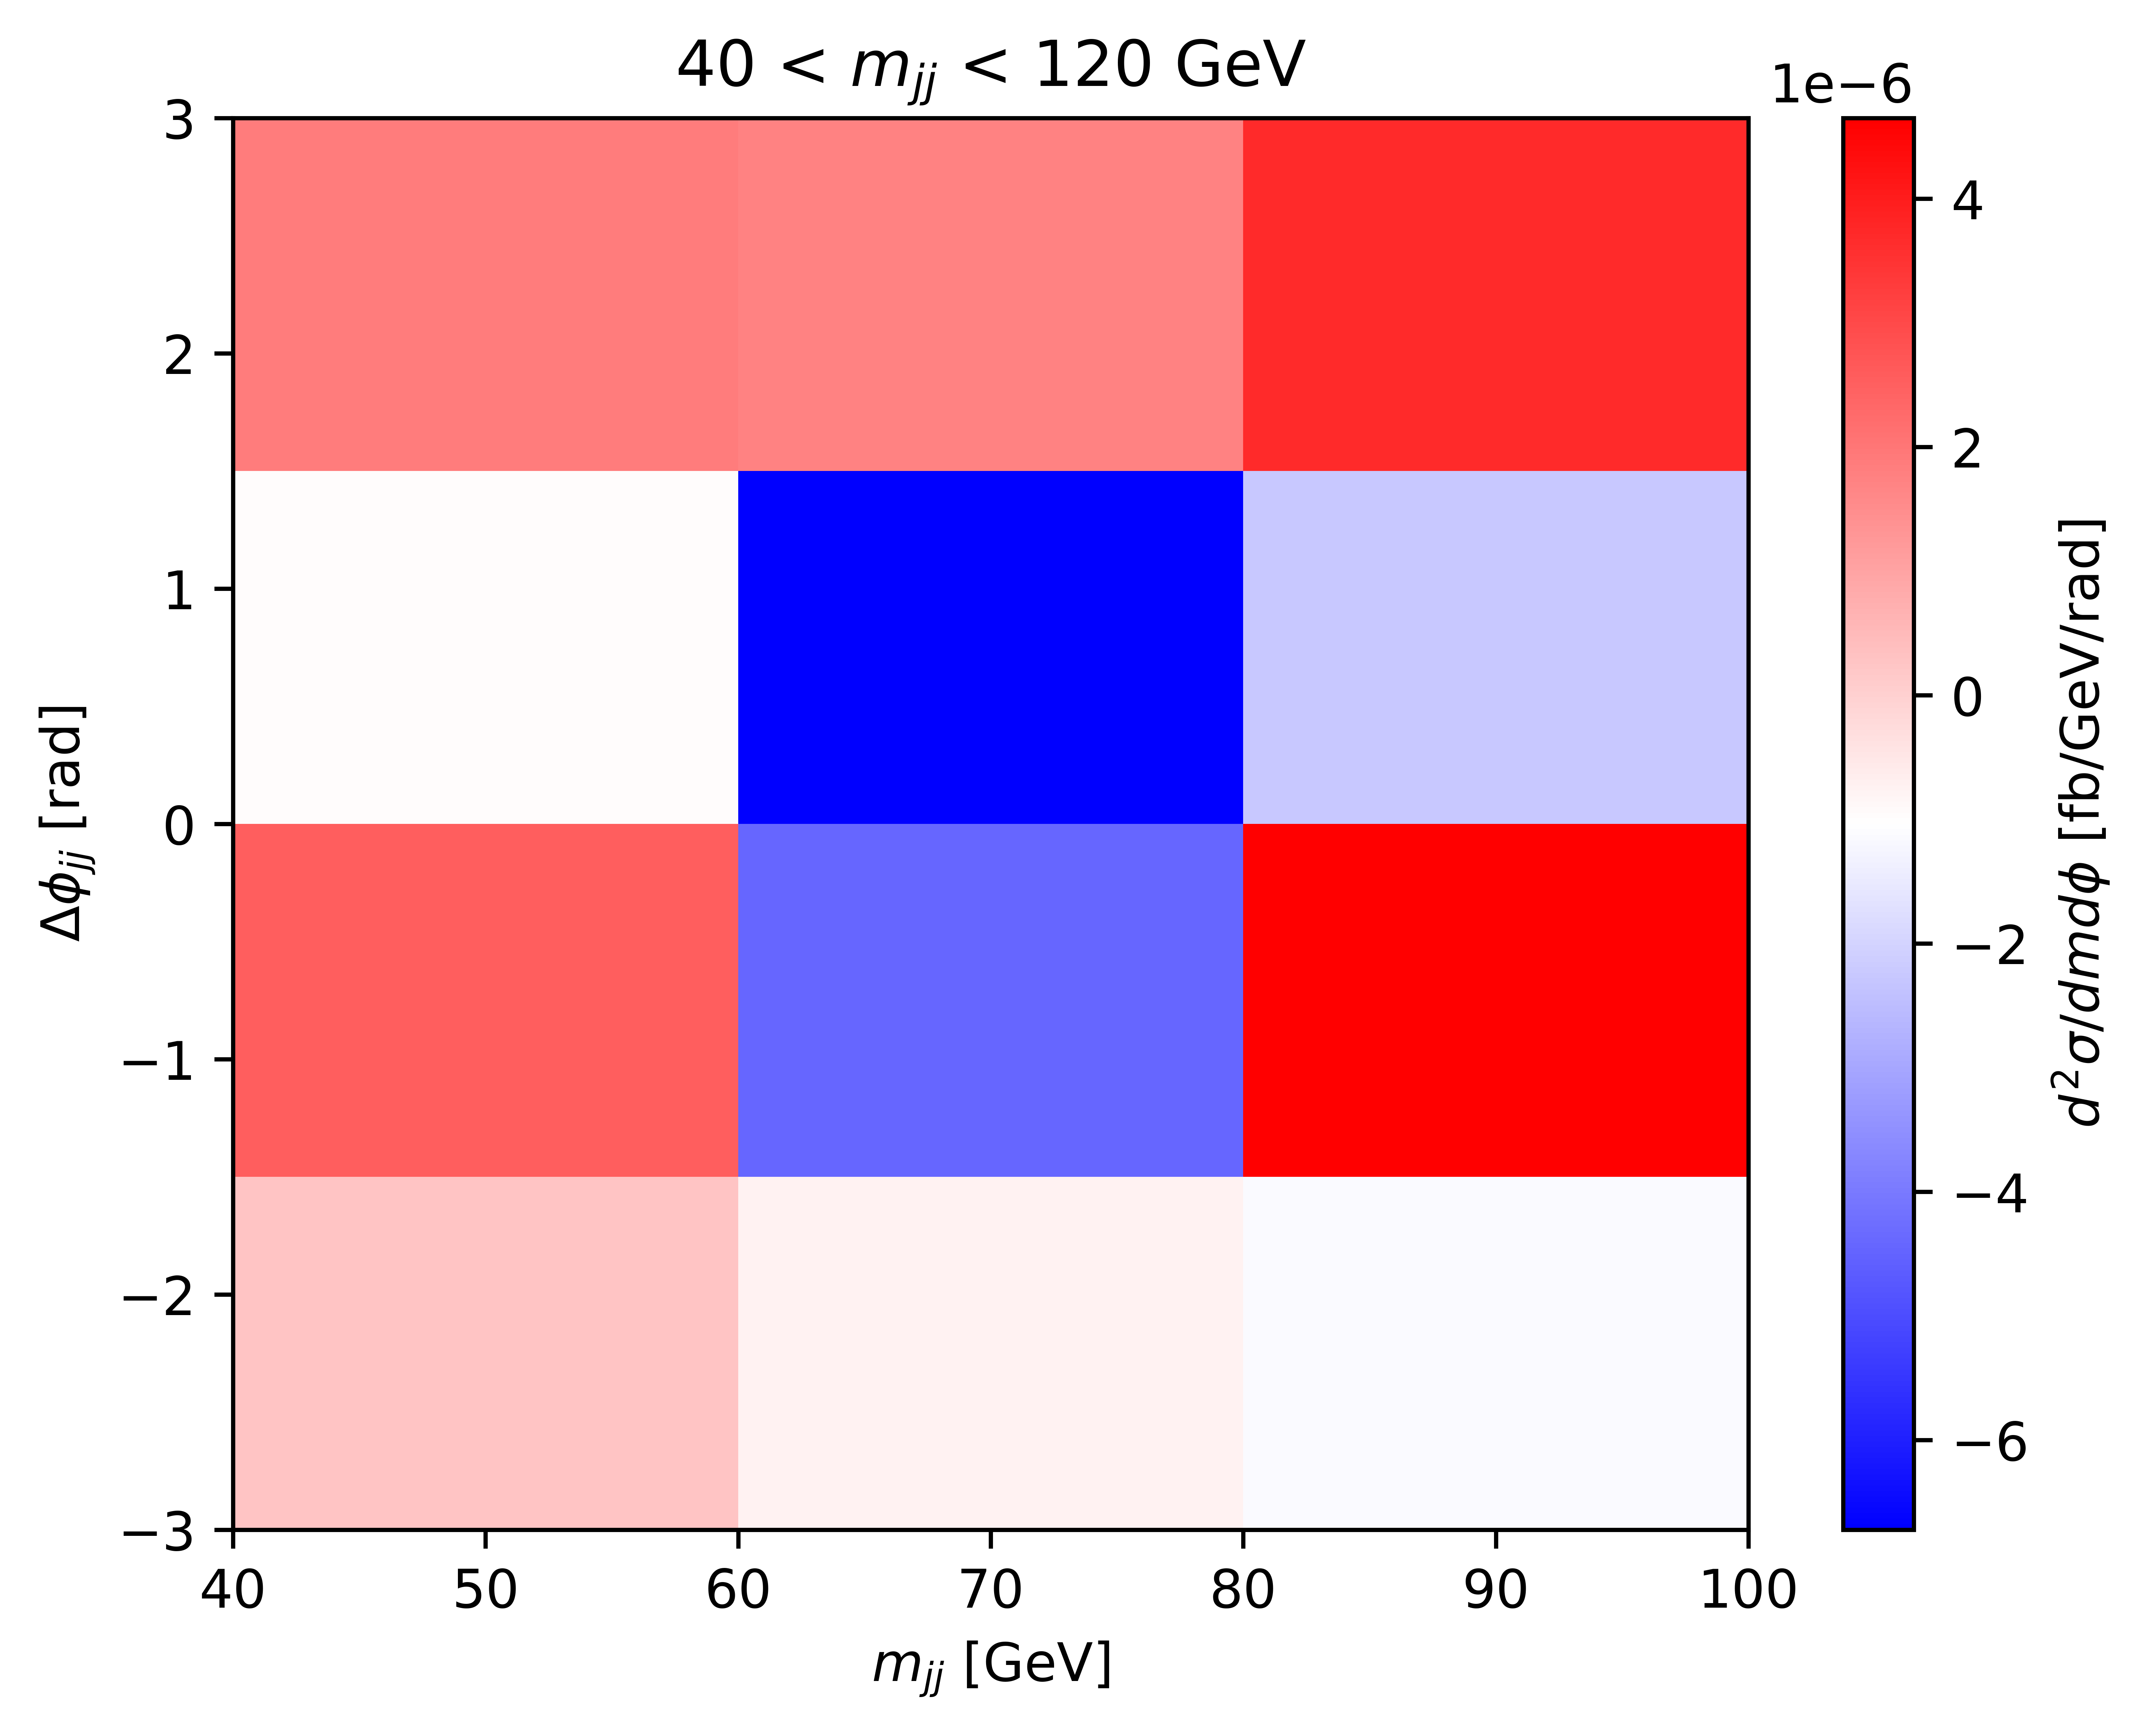 40 < m_jj < 120 GeV
1e−6
3
2
1
0
−1
−2
−3
Δϕ_jj [rad]
40 50 60 70 80 90 100
m_jj [GeV]
4
2
0
−2
−4
−6
d²σ/dmdϕ [fb/GeV/rad]